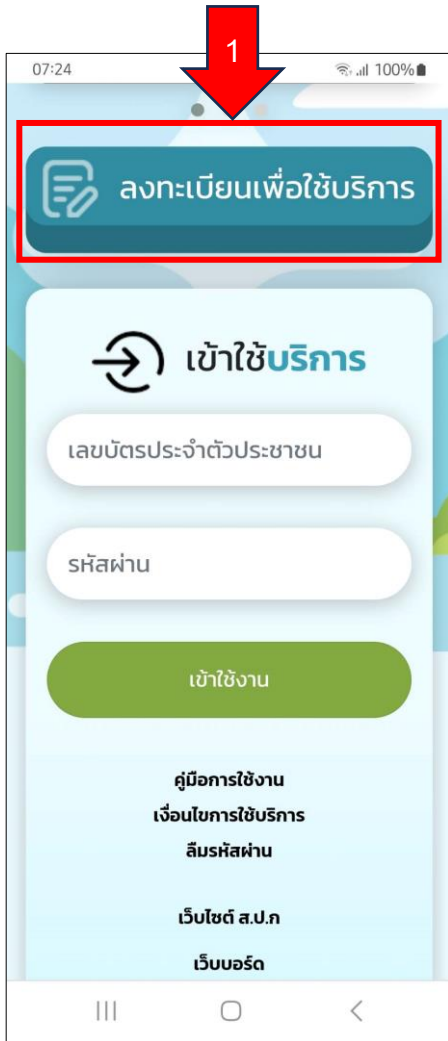 1
07:24 100%
ลงทะเบียนเพื่อใช้บริการ
เข้าใช้บริการ
เลขบัตรประจำตัวประชาชน
รหัสผ่าน
เข้าใช้งาน
คู่มือการใช้งาน
เงื่อนไขการใช้บริการ
ลืมรหัสผ่าน
เว็บไซต์ ส.ป.ก
เว็บบอร์ด